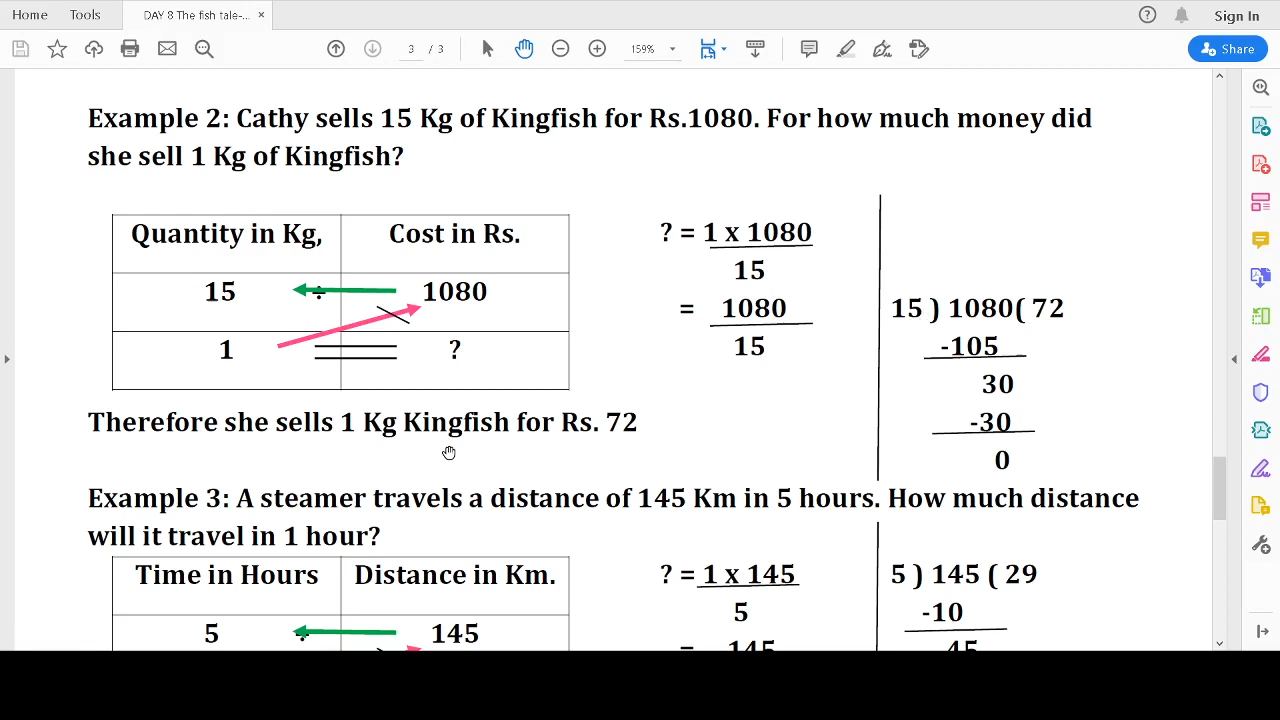 Home Tools DAY 8 The fish tale-... × Sign In
3 / 3 159% Share
Example 2: Cathy sells 15 Kg of Kingfish for Rs.1080. For how much money did
she sell 1 Kg of Kingfish?
Quantity in Kg, Cost in Rs.
15 ÷ 1080
1 ?
? = 1 x 1080
15
= 1080
15
15 ) 1080( 72
-105
30
-30
0
Therefore she sells 1 Kg Kingfish for Rs. 72
Example 3: A steamer travels a distance of 145 Km in 5 hours. How much distance
will it travel in 1 hour?
Time in Hours Distance in Km.
5 ÷ 145
? = 1 x 145
5
= 145
5 ) 145 ( 29
-10
45